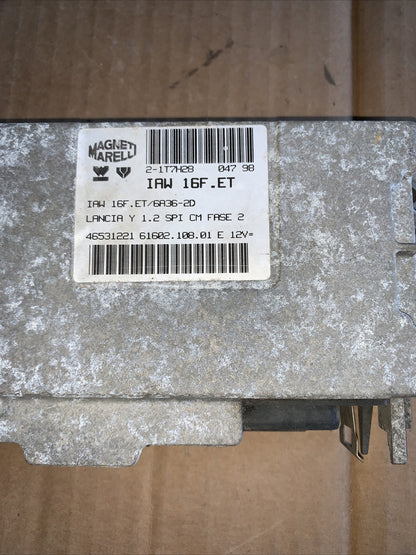 MAGNETI
MARELLI
2-1T7H28 047 98
IAW 16F.ET
IAW 16F.ET/6A36-2D
LANCIA Y 1.2 SPI CM FASE 2
46531221 61602.108.01 E 12V=